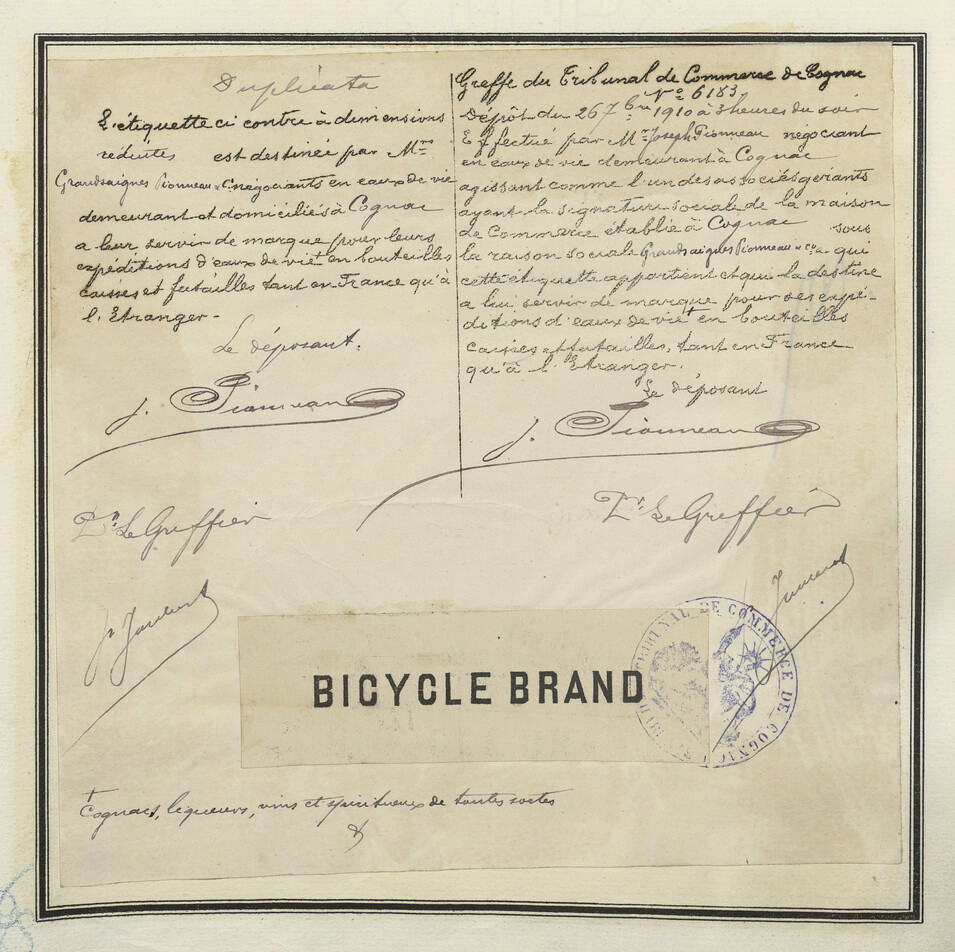 Duplicata
L'étiquette ci contre à dimensions
réduites est destinée par Mrs
Grandsaignes Pionneau & Cie négociants en eaux de vie
demeurant et domiciliés à Cognac
a leur servir de marque pour leurs
expéditions d'eaux de vie+ en bouteilles
caisses et futailles tant en France qu'à
l'Etranger -
Le déposant.
J. Pionneau
Pr Le Greffier
Greffe du Tribunal de Commerce de Cognac
No 6183
Dépôt du 26 7bre 1910 à 3 heures du soir
Effectué par Mr Joseph Pionneau négociant
en eaux de vie demeurant à Cognac
agissant comme l'un des associés gérants
ayant la signature sociale de la maison
de Commerce établie à Cognac sous
la raison sociale Grandsaignes Pionneau & Co a qui
cette étiquette appartient et qui la destine
a lui servir de marque pour ses expé-
ditions d'eaux de vie+ en bouteilles
caisses et futailles, tant en France
qu'à l'Etranger.
Le déposant
J. Pionneau
Pr Le Greffier
BICYCLE BRAND
TRIBUNAL DE COMMERCE DE COGNAC
+ Cognacs, liqueurs, vins et spiritueux de toutes sortes